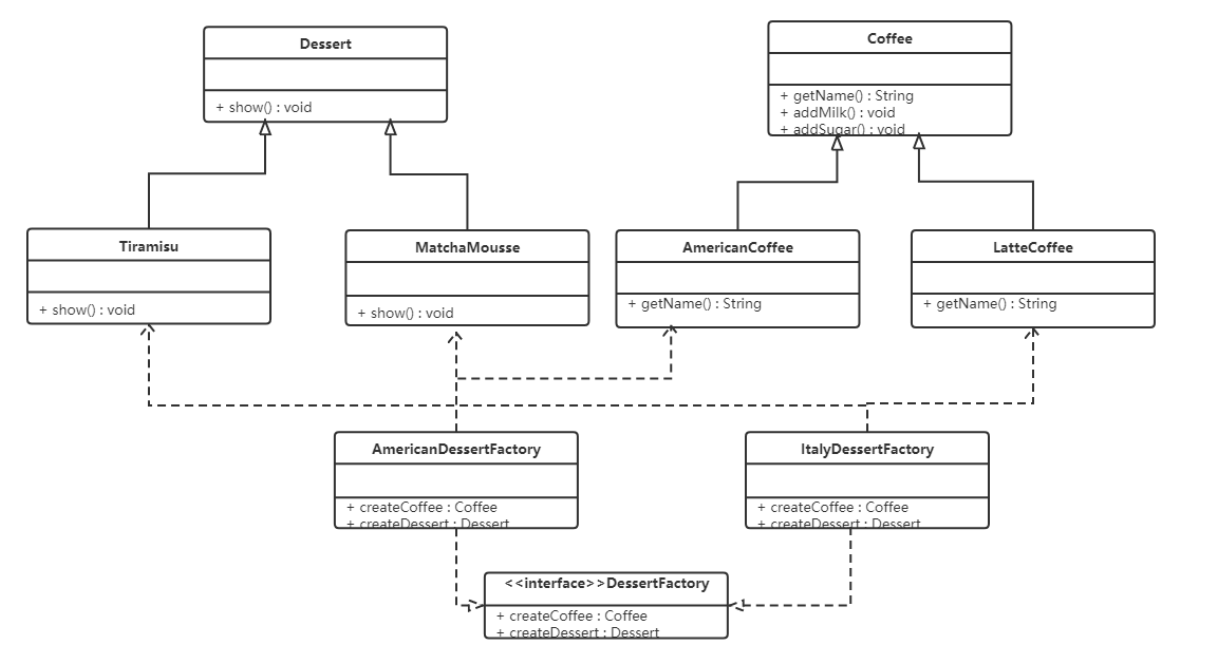 Dessert
+ show() : void
Coffee
+ getName() : String
+ addMilk() : void
+ addSugar() : void
Tiramisu
+ show() : void
MatchaMousse
+ show() : void
AmericanCoffee
+ getName() : String
LatteCoffee
+ getName() : String
AmericanDessertFactory
+ createCoffee : Coffee
+ createDessert : Dessert
ItalyDessertFactory
+ createCoffee : Coffee
+ createDessert : Dessert
<<interface>>DessertFactory
+ createCoffee : Coffee
+ createDessert : Dessert